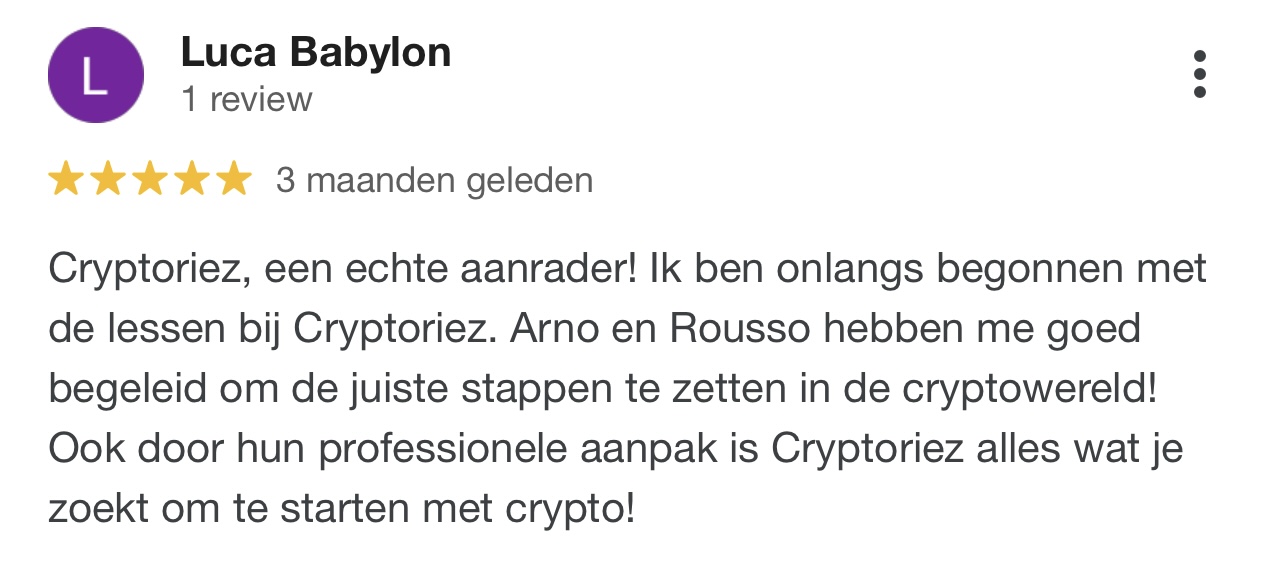 L
Luca Babylon
1 review
3 maanden geleden
Cryptoriez, een echte aanrader! Ik ben onlangs begonnen met
de lessen bij Cryptoriez. Arno en Rousso hebben me goed
begeleid om de juiste stappen te zetten in de cryptowereld!
Ook door hun professionele aanpak is Cryptoriez alles wat je
zoekt om te starten met crypto!